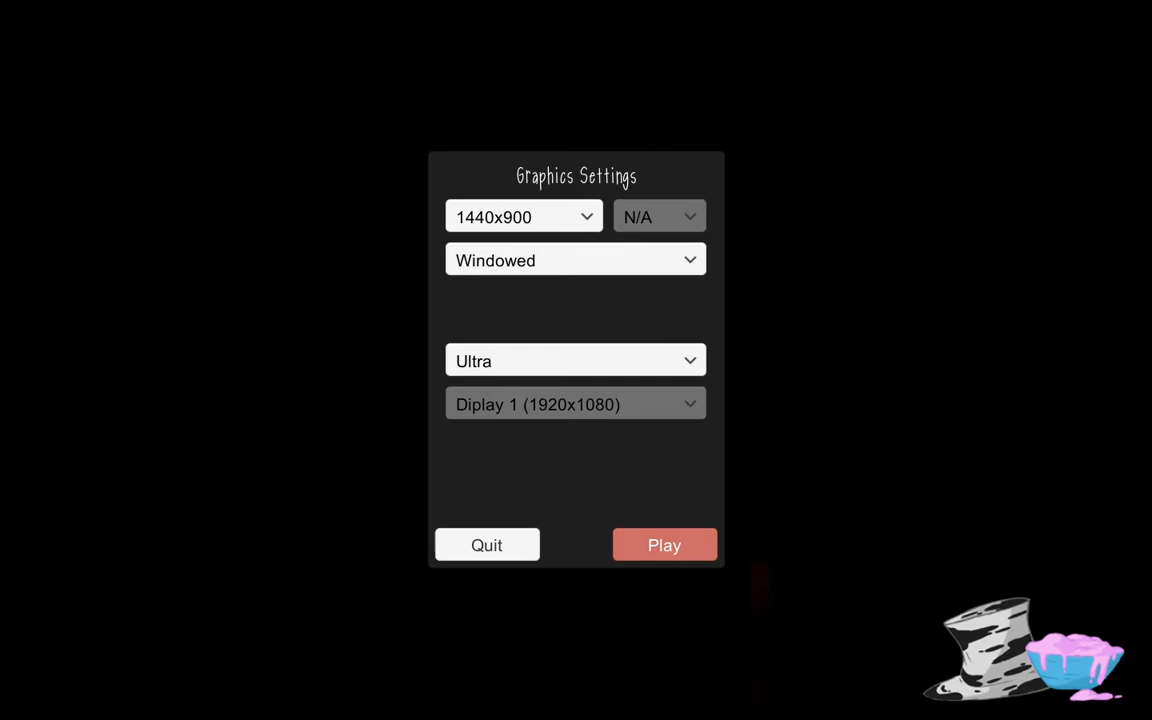 Graphics Settings
1440x900 N/A
Windowed
Ultra
Diplay 1 (1920x1080)
Quit Play